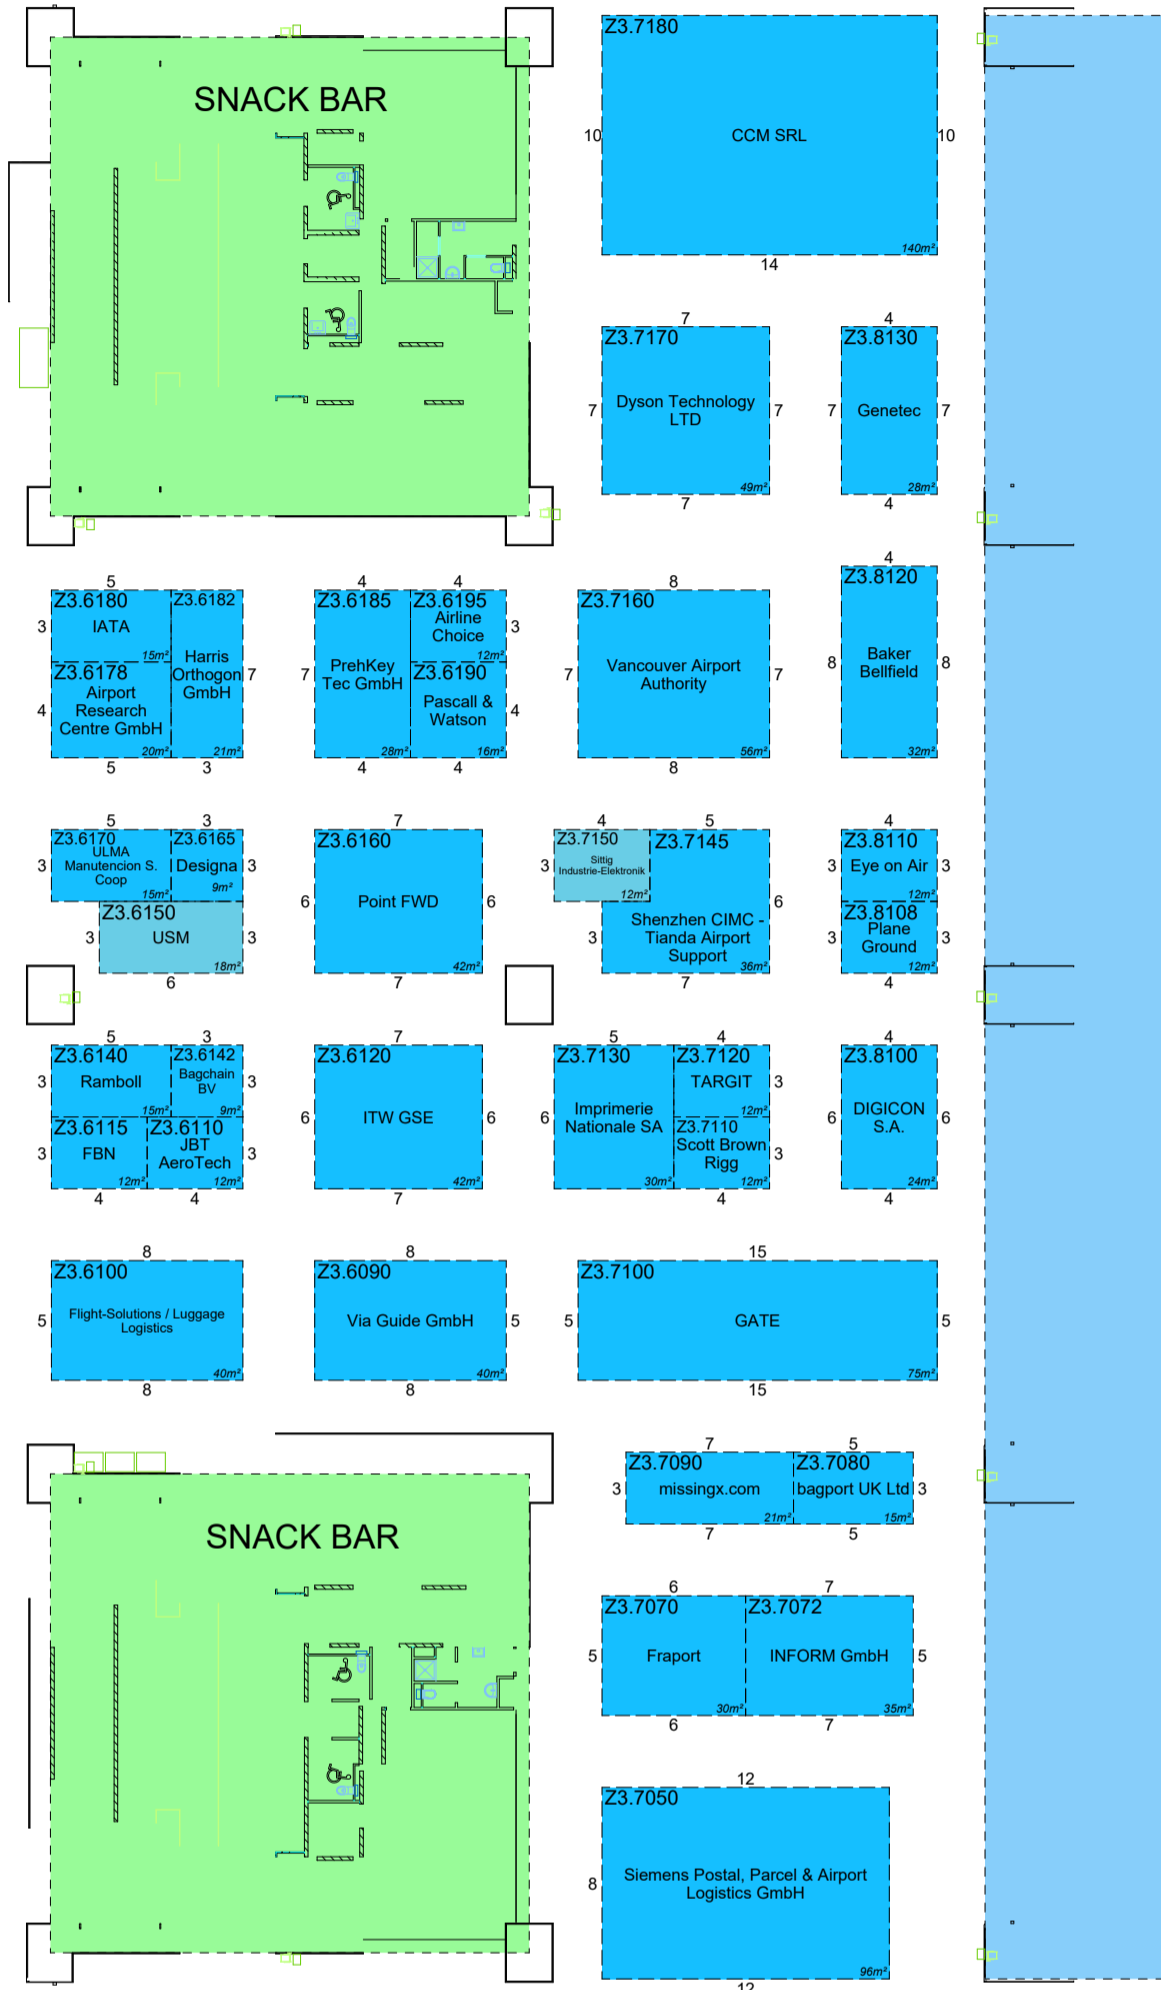 SNACK BAR
Z3.7180
10
CCM SRL
10
140m²
14
7
Z3.7170
7
Dyson Technology
LTD
7
49m²
7
4
Z3.8130
7
Genetec
7
28m²
4
5
Z3.6180
3
IATA
15m²
Z3.6182
Harris
Orthogon
GmbH
7
21m²
3
Z3.6178
4
Airport
Research
Centre GmbH
20m²
5
4
Z3.6185
7
PrehKey
Tec GmbH
28m²
4
4
Z3.6195
Airline
Choice
3
12m²
Z3.6190
Pascall &
Watson
4
16m²
4
8
Z3.7160
7
Vancouver Airport
Authority
7
56m²
8
4
Z3.8120
8
Baker
Bellfield
8
32m²
5
Z3.6170
3
ULMA
Manutencion S.
Coop
15m²
3
Z3.6165
Designa
3
9m²
Z3.6150
3
USM
3
18m²
6
7
Z3.6160
Point FWD
6
42m²
7
Z3.7150
4
3
Sittig
Industrie-Elektronik
12m²
5
Z3.7145
6
6
3
Shenzhen CIMC -
Tianda Airport
Support
36m²
7
4
Z3.8110
3
Eye on Air
3
12m²
Z3.8108
3
Plane
Ground
3
12m²
4
5
Z3.6140
3
Ramboll
15m²
3
Z3.6142
Bagchain
BV
3
9m²
Z3.6115
3
FBN
12m²
4
Z3.6110
JBT
AeroTech
3
12m²
4
7
Z3.6120
6
ITW GSE
6
42m²
7
5
Z3.7130
6
Imprimerie
Nationale SA
30m²
4
Z3.7120
TARGIT
3
12m²
Z3.7110
Scott Brown
Rigg
3
12m²
4
4
Z3.8100
6
DIGICON
S.A.
6
24m²
4
8
Z3.6100
5
Flight-Solutions / Luggage
Logistics
40m²
8
8
Z3.6090
Via Guide GmbH
5
40m²
8
15
Z3.7100
5
GATE
5
75m²
15
SNACK BAR
7
Z3.7090
3
missingx.com
21m²
7
5
Z3.7080
bagport UK Ltd
3
15m²
5
6
Z3.7070
5
Fraport
30m²
6
7
Z3.7072
INFORM GmbH
5
35m²
7
12
Z3.7050
8
Siemens Postal, Parcel & Airport
Logistics GmbH
96m²
12